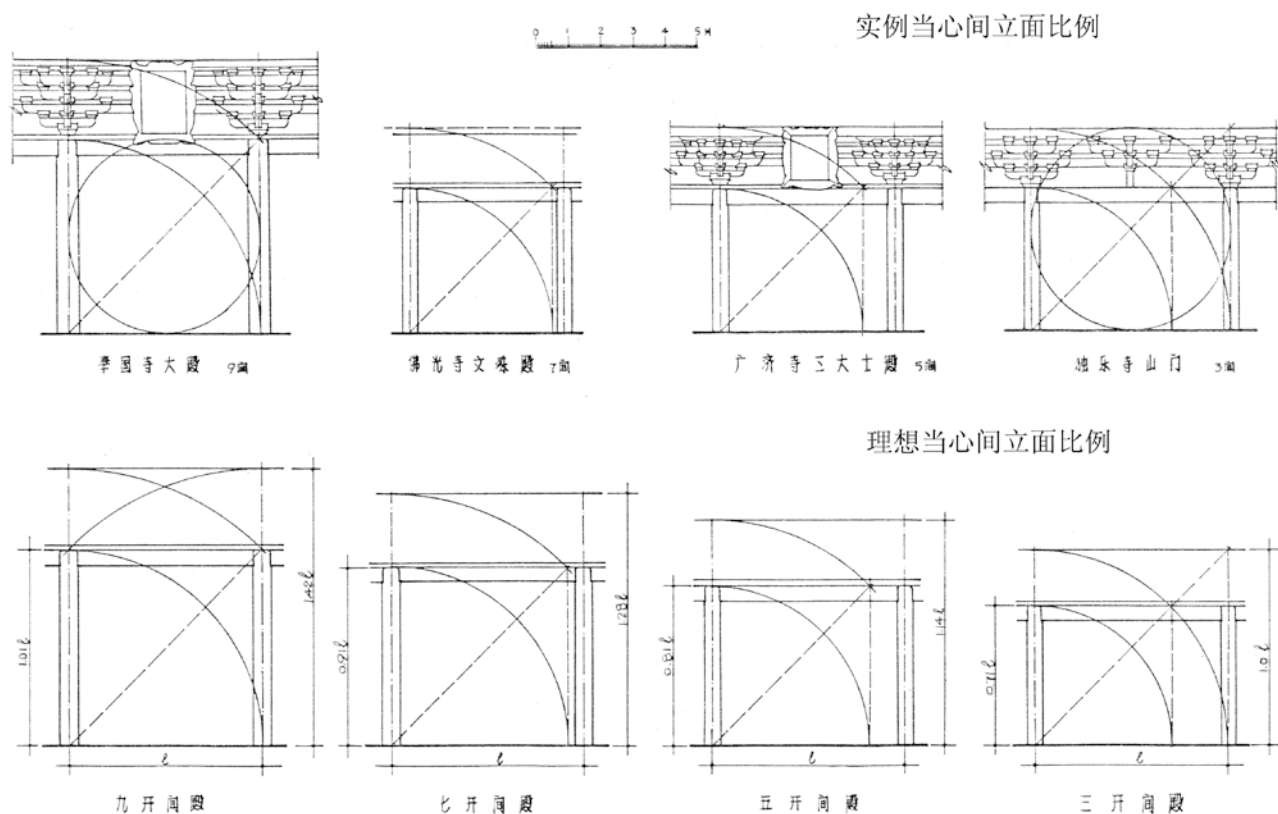 实例当心间立面比例
0 1 2 3 4 5M
奉国寺大殿 9间
佛光寺文殊殿 7间
广济寺三大士殿 5间
独乐寺山门 3间
理想当心间立面比例
1.01ℓ
1.42ℓ
0.91ℓ
1.28ℓ
0.81ℓ
1.14ℓ
0.71ℓ
1.0ℓ
ℓ
ℓ
ℓ
ℓ
九开间殿
七开间殿
五开间殿
三开间殿